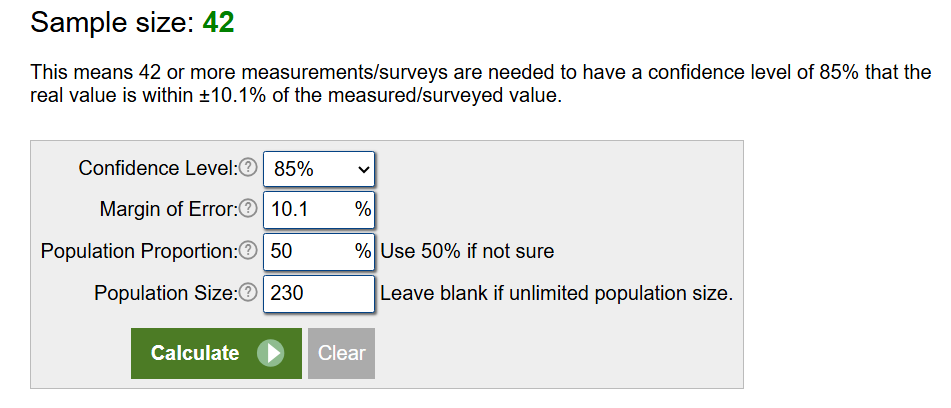 Sample size: 42
This means 42 or more measurements/surveys are needed to have a confidence level of 85% that the
real value is within ±10.1% of the measured/surveyed value.
Confidence Level:? 85%
Margin of Error:? 10.1 %
Population Proportion:? 50 % Use 50% if not sure
Population Size:? 230 Leave blank if unlimited population size.
Calculate Clear